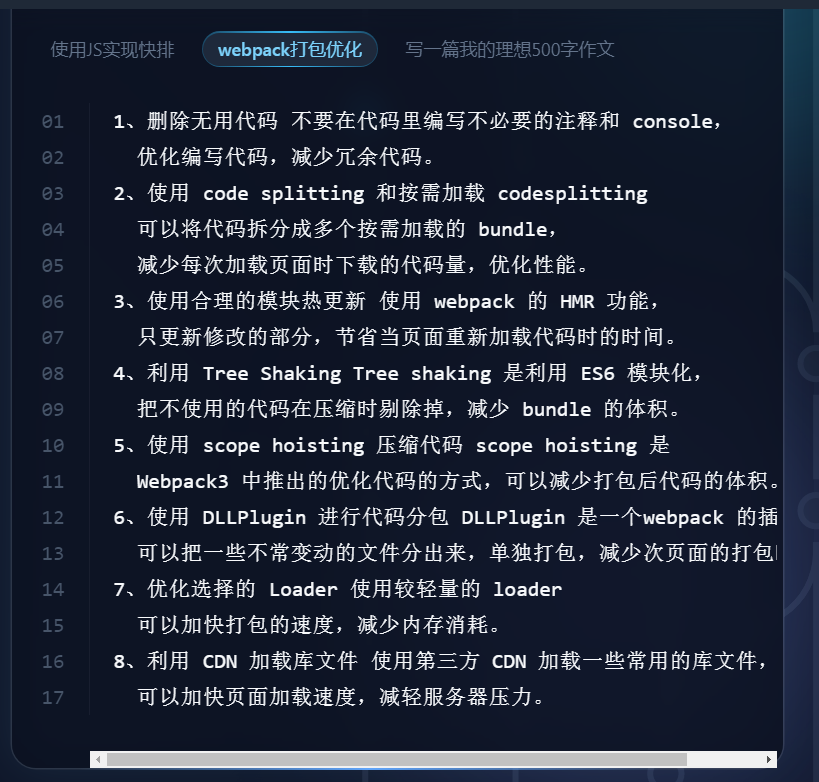 使用JS实现快排 webpack打包优化 写一篇我的理想500字作文
01 1、删除无用代码 不要在代码里编写不必要的注释和 console，
02 优化编写代码，减少冗余代码。
03 2、使用 code splitting 和按需加载 codesplitting
04 可以将代码拆分成多个按需加载的 bundle，
05 减少每次加载页面时下载的代码量，优化性能。
06 3、使用合理的模块热更新 使用 webpack 的 HMR 功能，
07 只更新修改的部分，节省当页面重新加载代码时的时间。
08 4、利用 Tree Shaking Tree shaking 是利用 ES6 模块化，
09 把不使用的代码在压缩时剔除掉，减少 bundle 的体积。
10 5、使用 scope hoisting 压缩代码 scope hoisting 是
11 Webpack3 中推出的优化代码的方式，可以减少打包后代码的体积。
12 6、使用 DLLPlugin 进行代码分包 DLLPlugin 是一个webpack 的插
13 可以把一些不常变动的文件分出来，单独打包，减少次页面的打包
14 7、优化选择的 Loader 使用较轻量的 loader
15 可以加快打包的速度，减少内存消耗。
16 8、利用 CDN 加载库文件 使用第三方 CDN 加载一些常用的库文件，
17 可以加快页面加载速度，减轻服务器压力。